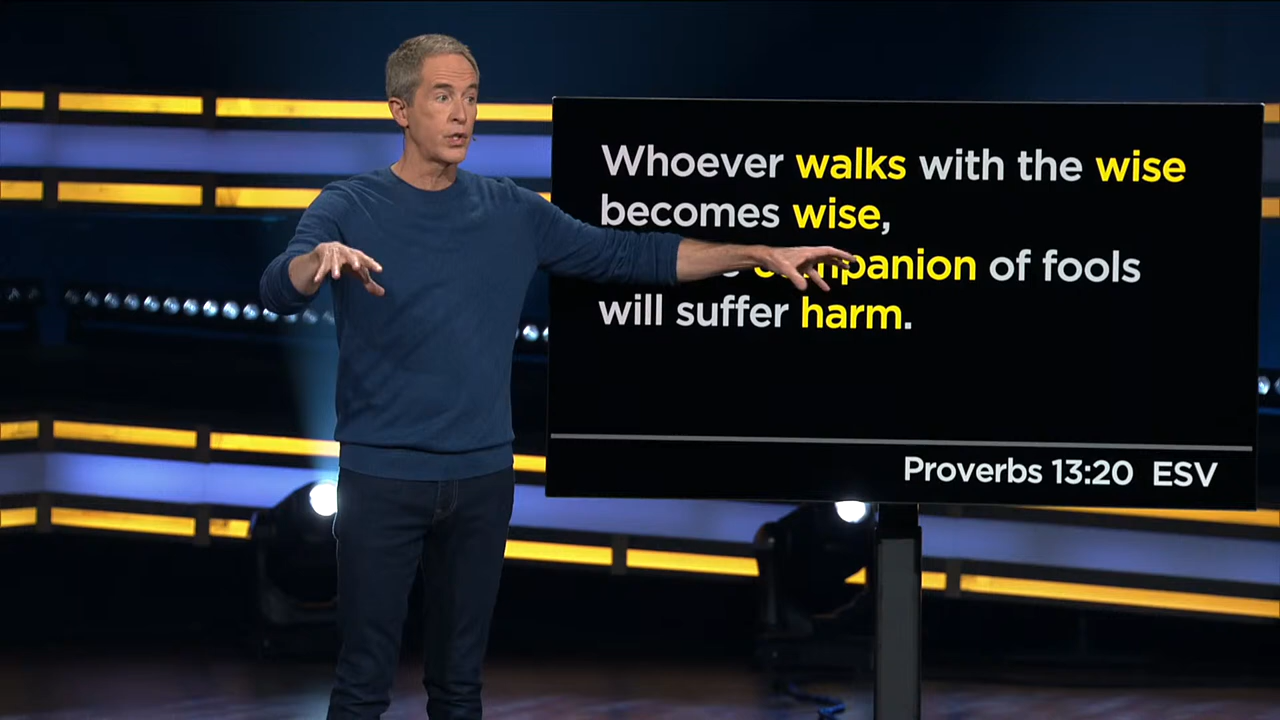 Whoever walks with the wise
becomes wise,
companion of fools
will suffer harm.
Proverbs 13:20 ESV